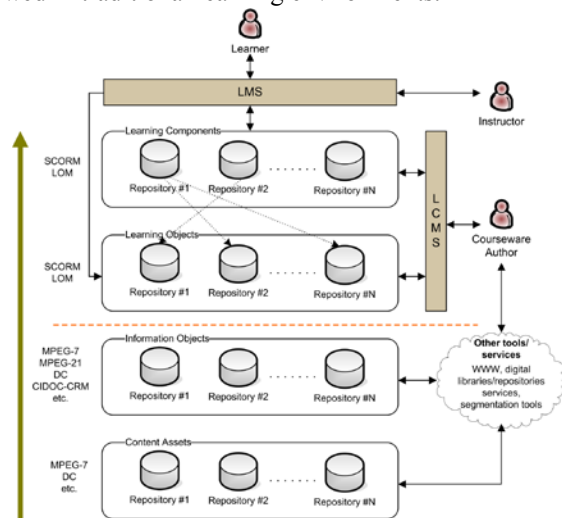 Learner
LMS
Instructor
Learning Components
SCORM
LOM
Repository #1 Repository #2 Repository #N
LCMS
Courseware
Author
Learning Objects
SCORM
LOM
Repository #1 Repository #2 Repository #N
Information Objects
MPEG-7
MPEG-21
DC
CIDOC-CRM
etc.
Repository #1 Repository #2 Repository #N
Other tools/
services
WWW, digital
libraries/repositories
services,
segmentation tools
Content Assets
MPEG-7
DC
etc.
Repository #1 Repository #2 Repository #N